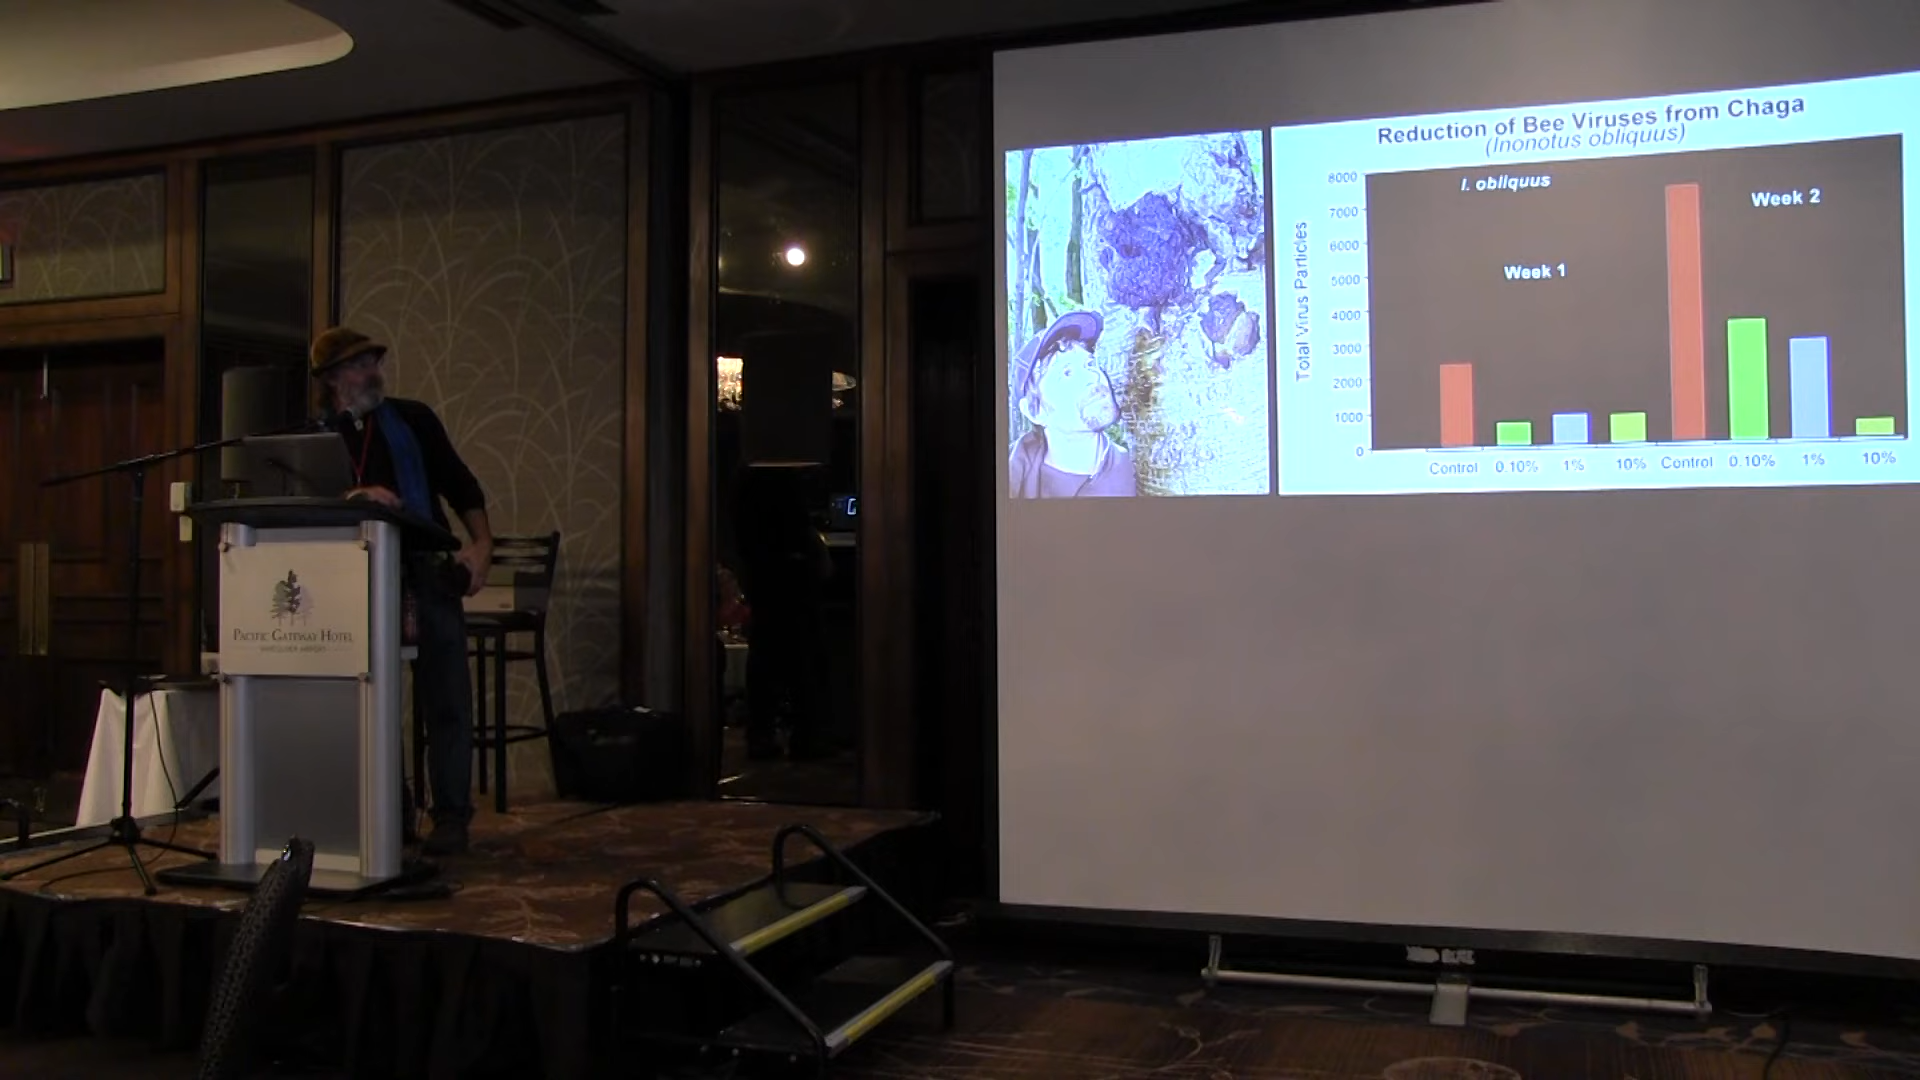 Reduction of Bee Viruses from Chaga
(Inonotus obliquus)
I. obliquus
Week 1
Week 2
Total Virus Particles
8000
7000
6000
5000
4000
3000
2000
1000
0
Control 0.10% 1% 10% Control 0.10% 1% 10%
PACIFIC GATEWAY HOTEL
VANCOUVER AIRPORT